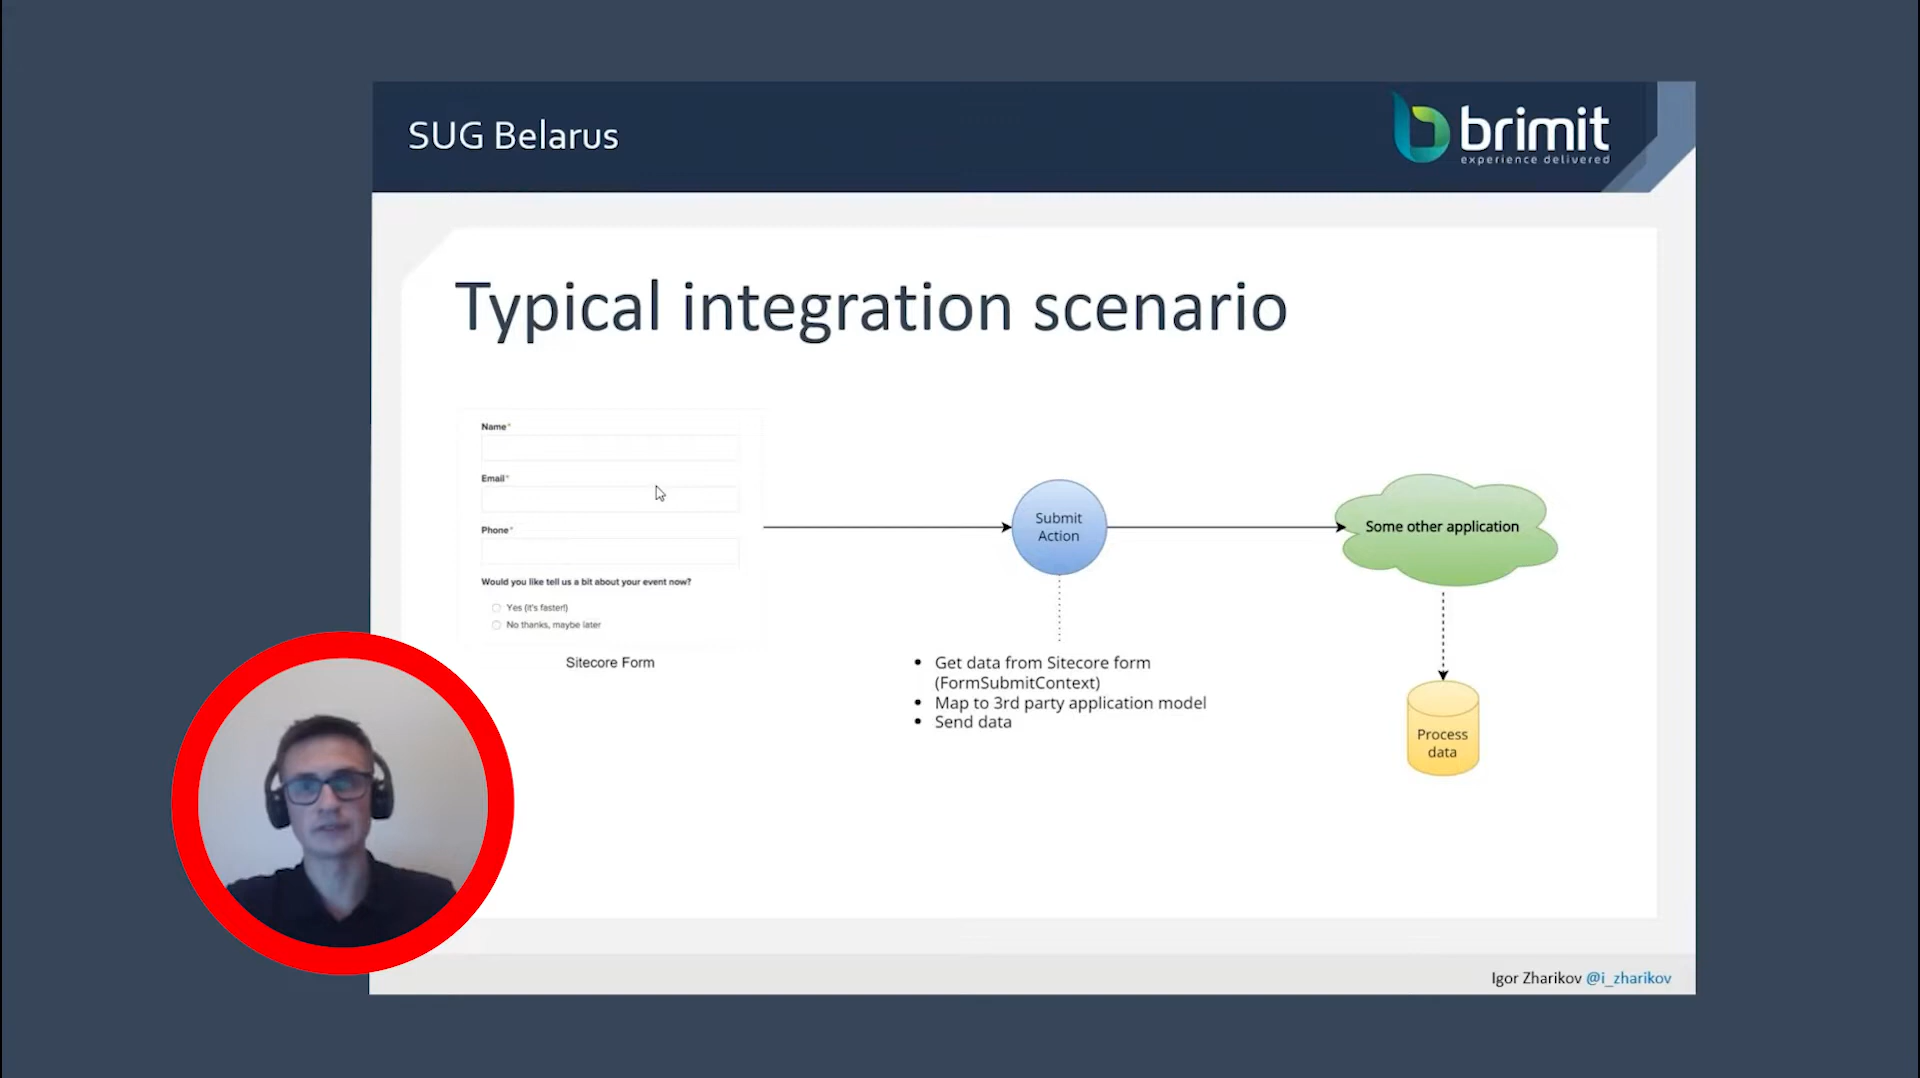 SUG Belarus
brimit
experience delivered
Typical integration scenario
Name*
Email*
Phone*
Would you like tell us a bit about your event now?
Yes (it's faster!)
No thanks, maybe later
Sitecore Form
Submit
Action
Some other application
• Get data from Sitecore form
(FormSubmitContext)
• Map to 3rd party application model
• Send data
Process
data
Igor Zharikov @i_zharikov